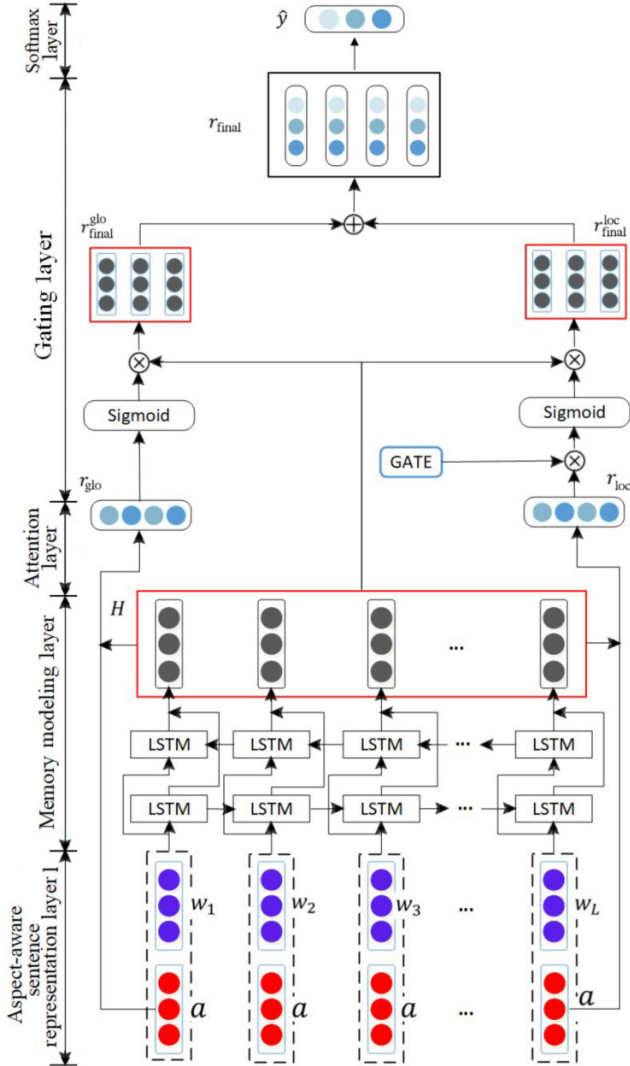 Softmax layer
ŷ
r_final
Gating layer
r_final^glo
r_final^loc
Sigmoid
Sigmoid
GATE
r_glo
r_loc
Attention layer
H
...
Memory modeling layer
LSTM LSTM LSTM ... LSTM
LSTM LSTM LSTM ... LSTM
Aspect-aware sentence representation layer l
w_1 w_2 w_3 ... w_L
a a a ... a